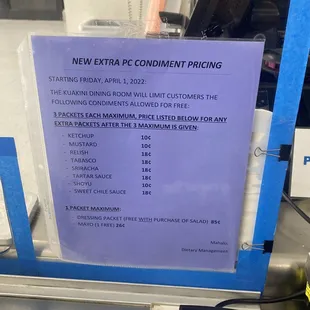 NEW EXTRA PC CONDIMENT PRICING
STARTING FRIDAY, APRIL 1, 2022:
THE KUAKINI DINING ROOM WILL LIMIT CUSTOMERS THE
FOLLOWING CONDIMENTS ALLOWED FOR FREE:
3 PACKETS EACH MAXIMUM, PRICE LISTED BELOW FOR ANY
EXTRA PACKETS AFTER THE 3 MAXIMUM IS GIVEN:
- KETCHUP 10¢
- MUSTARD 10¢
- RELISH 18¢
- TABASCO 18¢
- SRIRACHA 18¢
- TARTAR SAUCE 18¢
- SHOYU 10¢
- SWEET CHILE SAUCE 18¢
1 PACKET MAXIMUM:
- DRESSING PACKET (FREE WITH PURCHASE OF SALAD) 85¢
- (1 FREE)
Mahalo,
Dietary Management